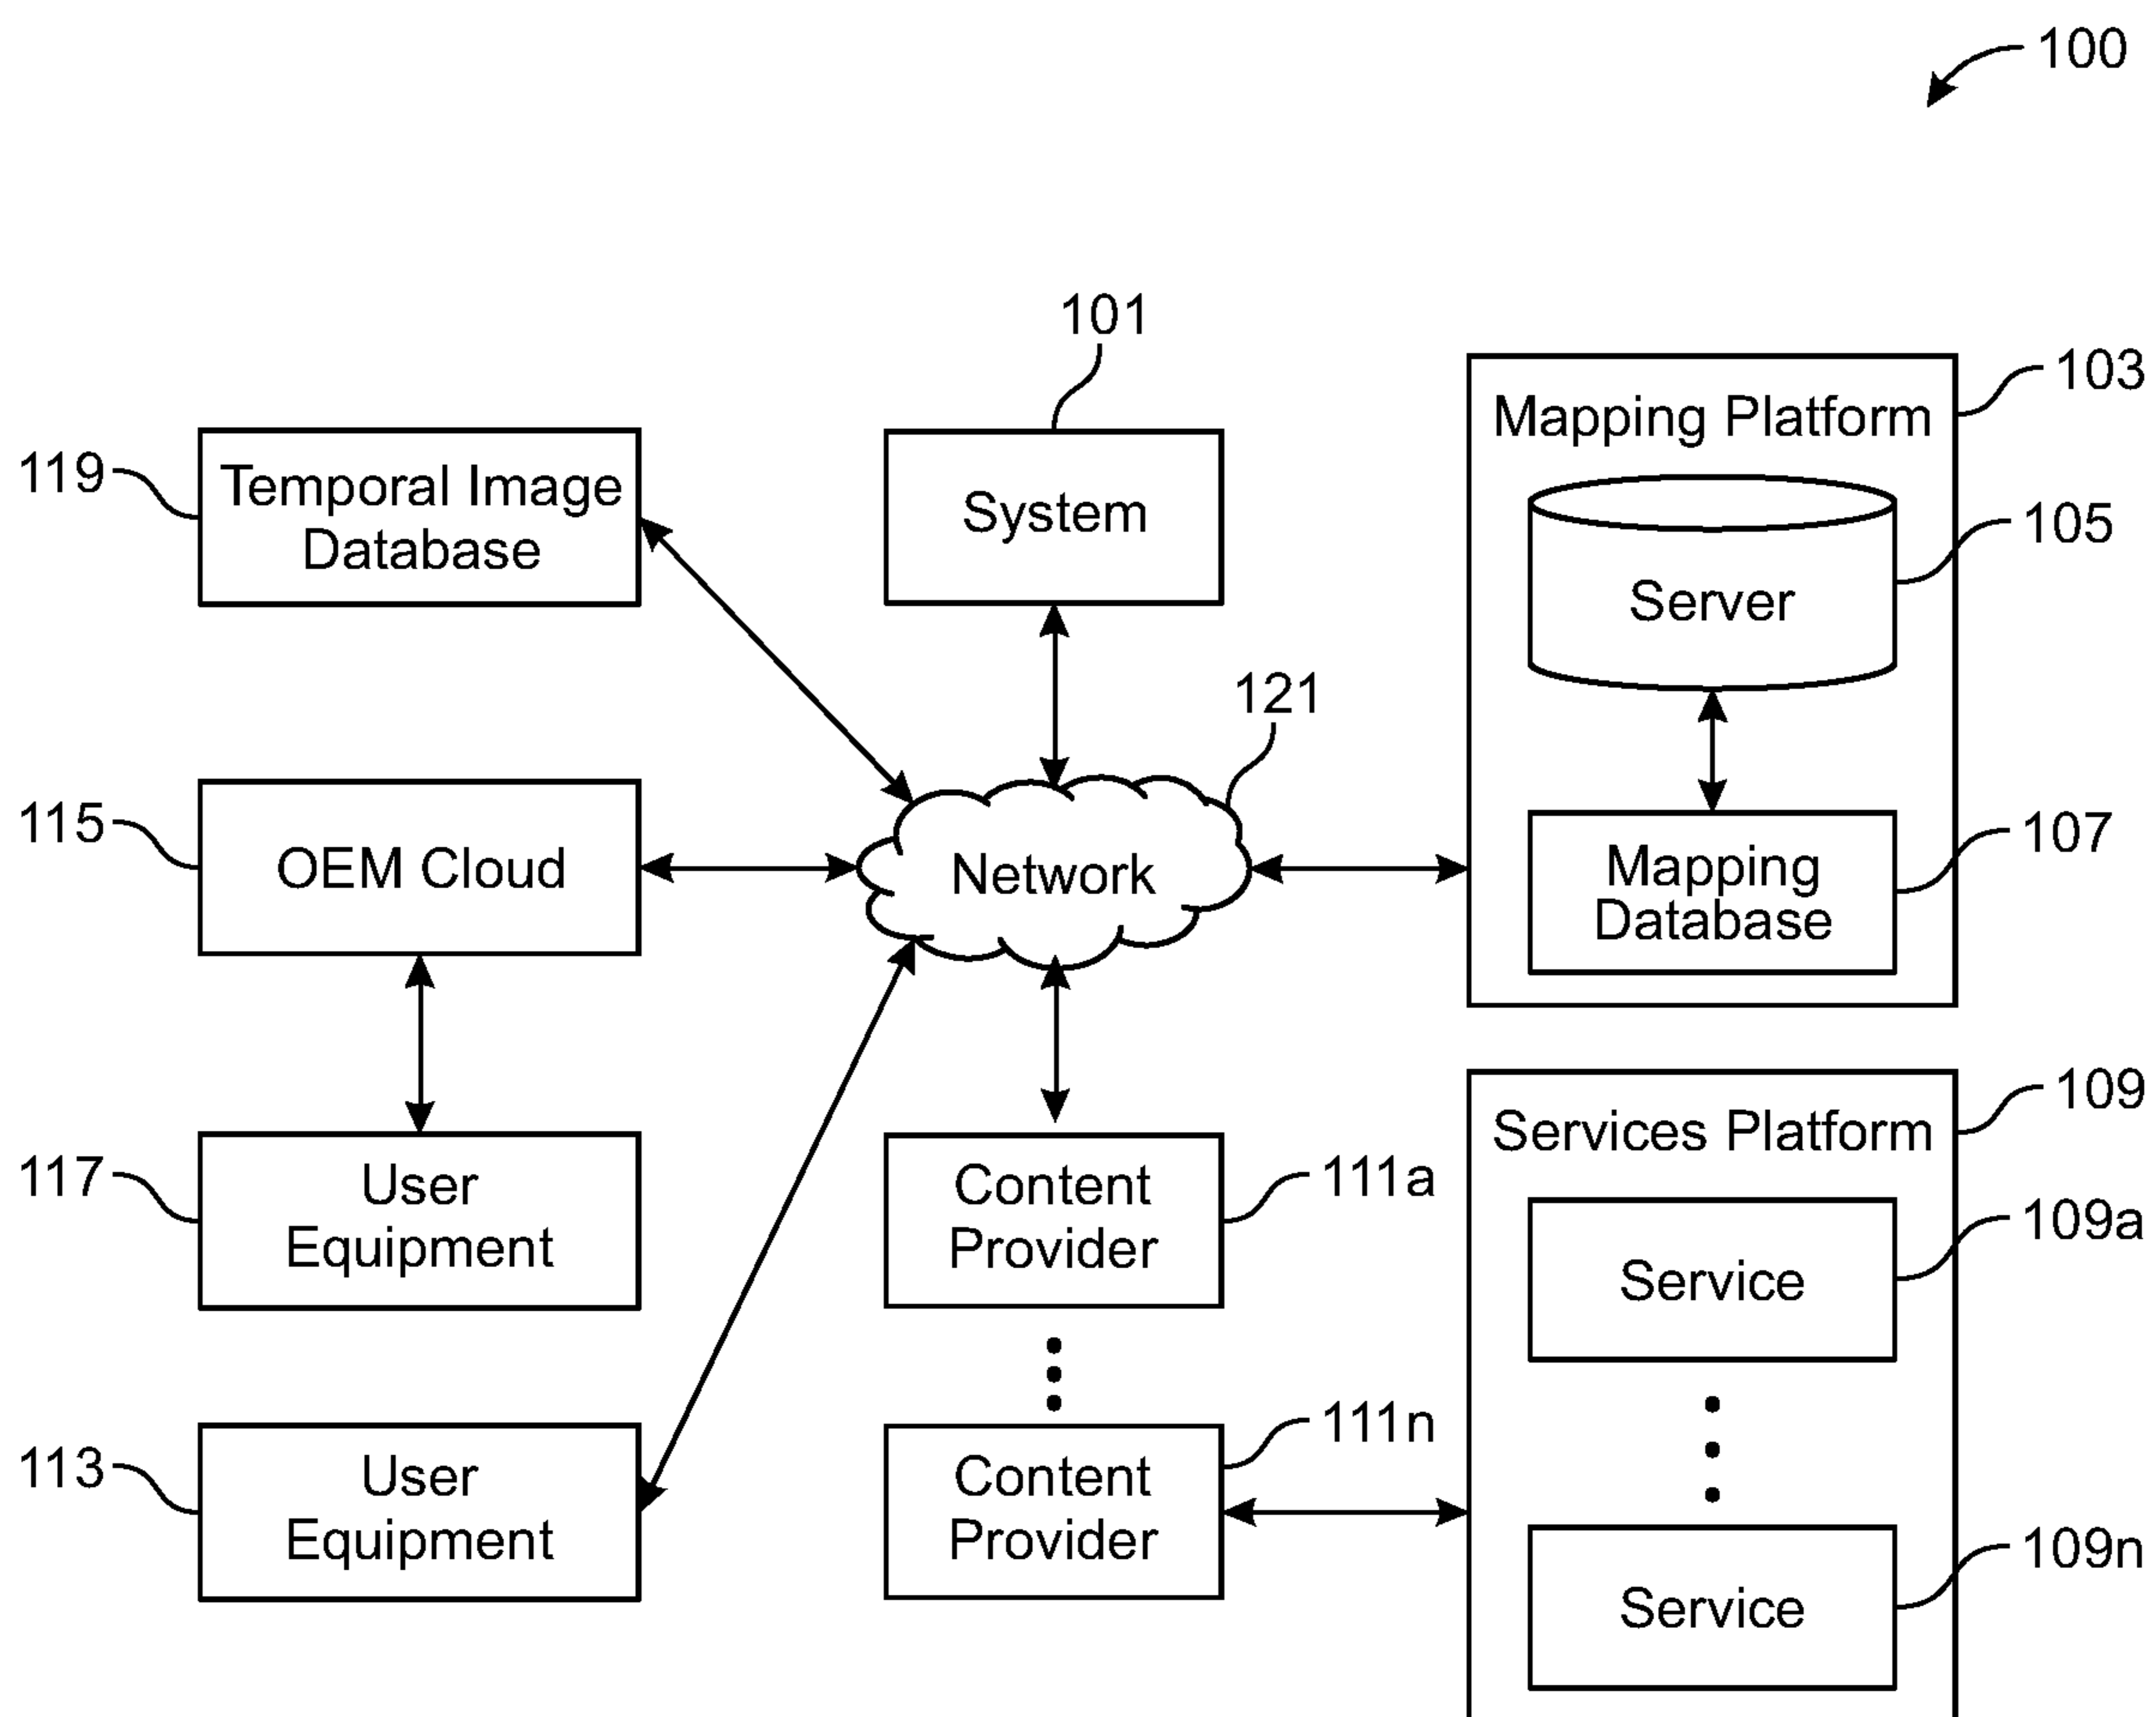 100
101
103
Mapping Platform
119
Temporal Image
Database
System
105
Server
121
115
OEM Cloud
Network
107
Mapping
Database
109
Services Platform
117
User
Equipment
Content
Provider
111a
109a
Service
113
User
Equipment
Content
Provider
111n
109n
Service